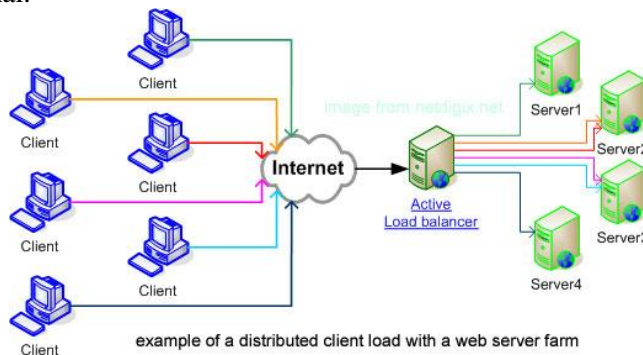 Client
Client
Client
Client
Client
Client
Internet
image from netdigix.net
Active
Load balancer
Server1
Server2
Server3
Server4
example of a distributed client load with a web server farm